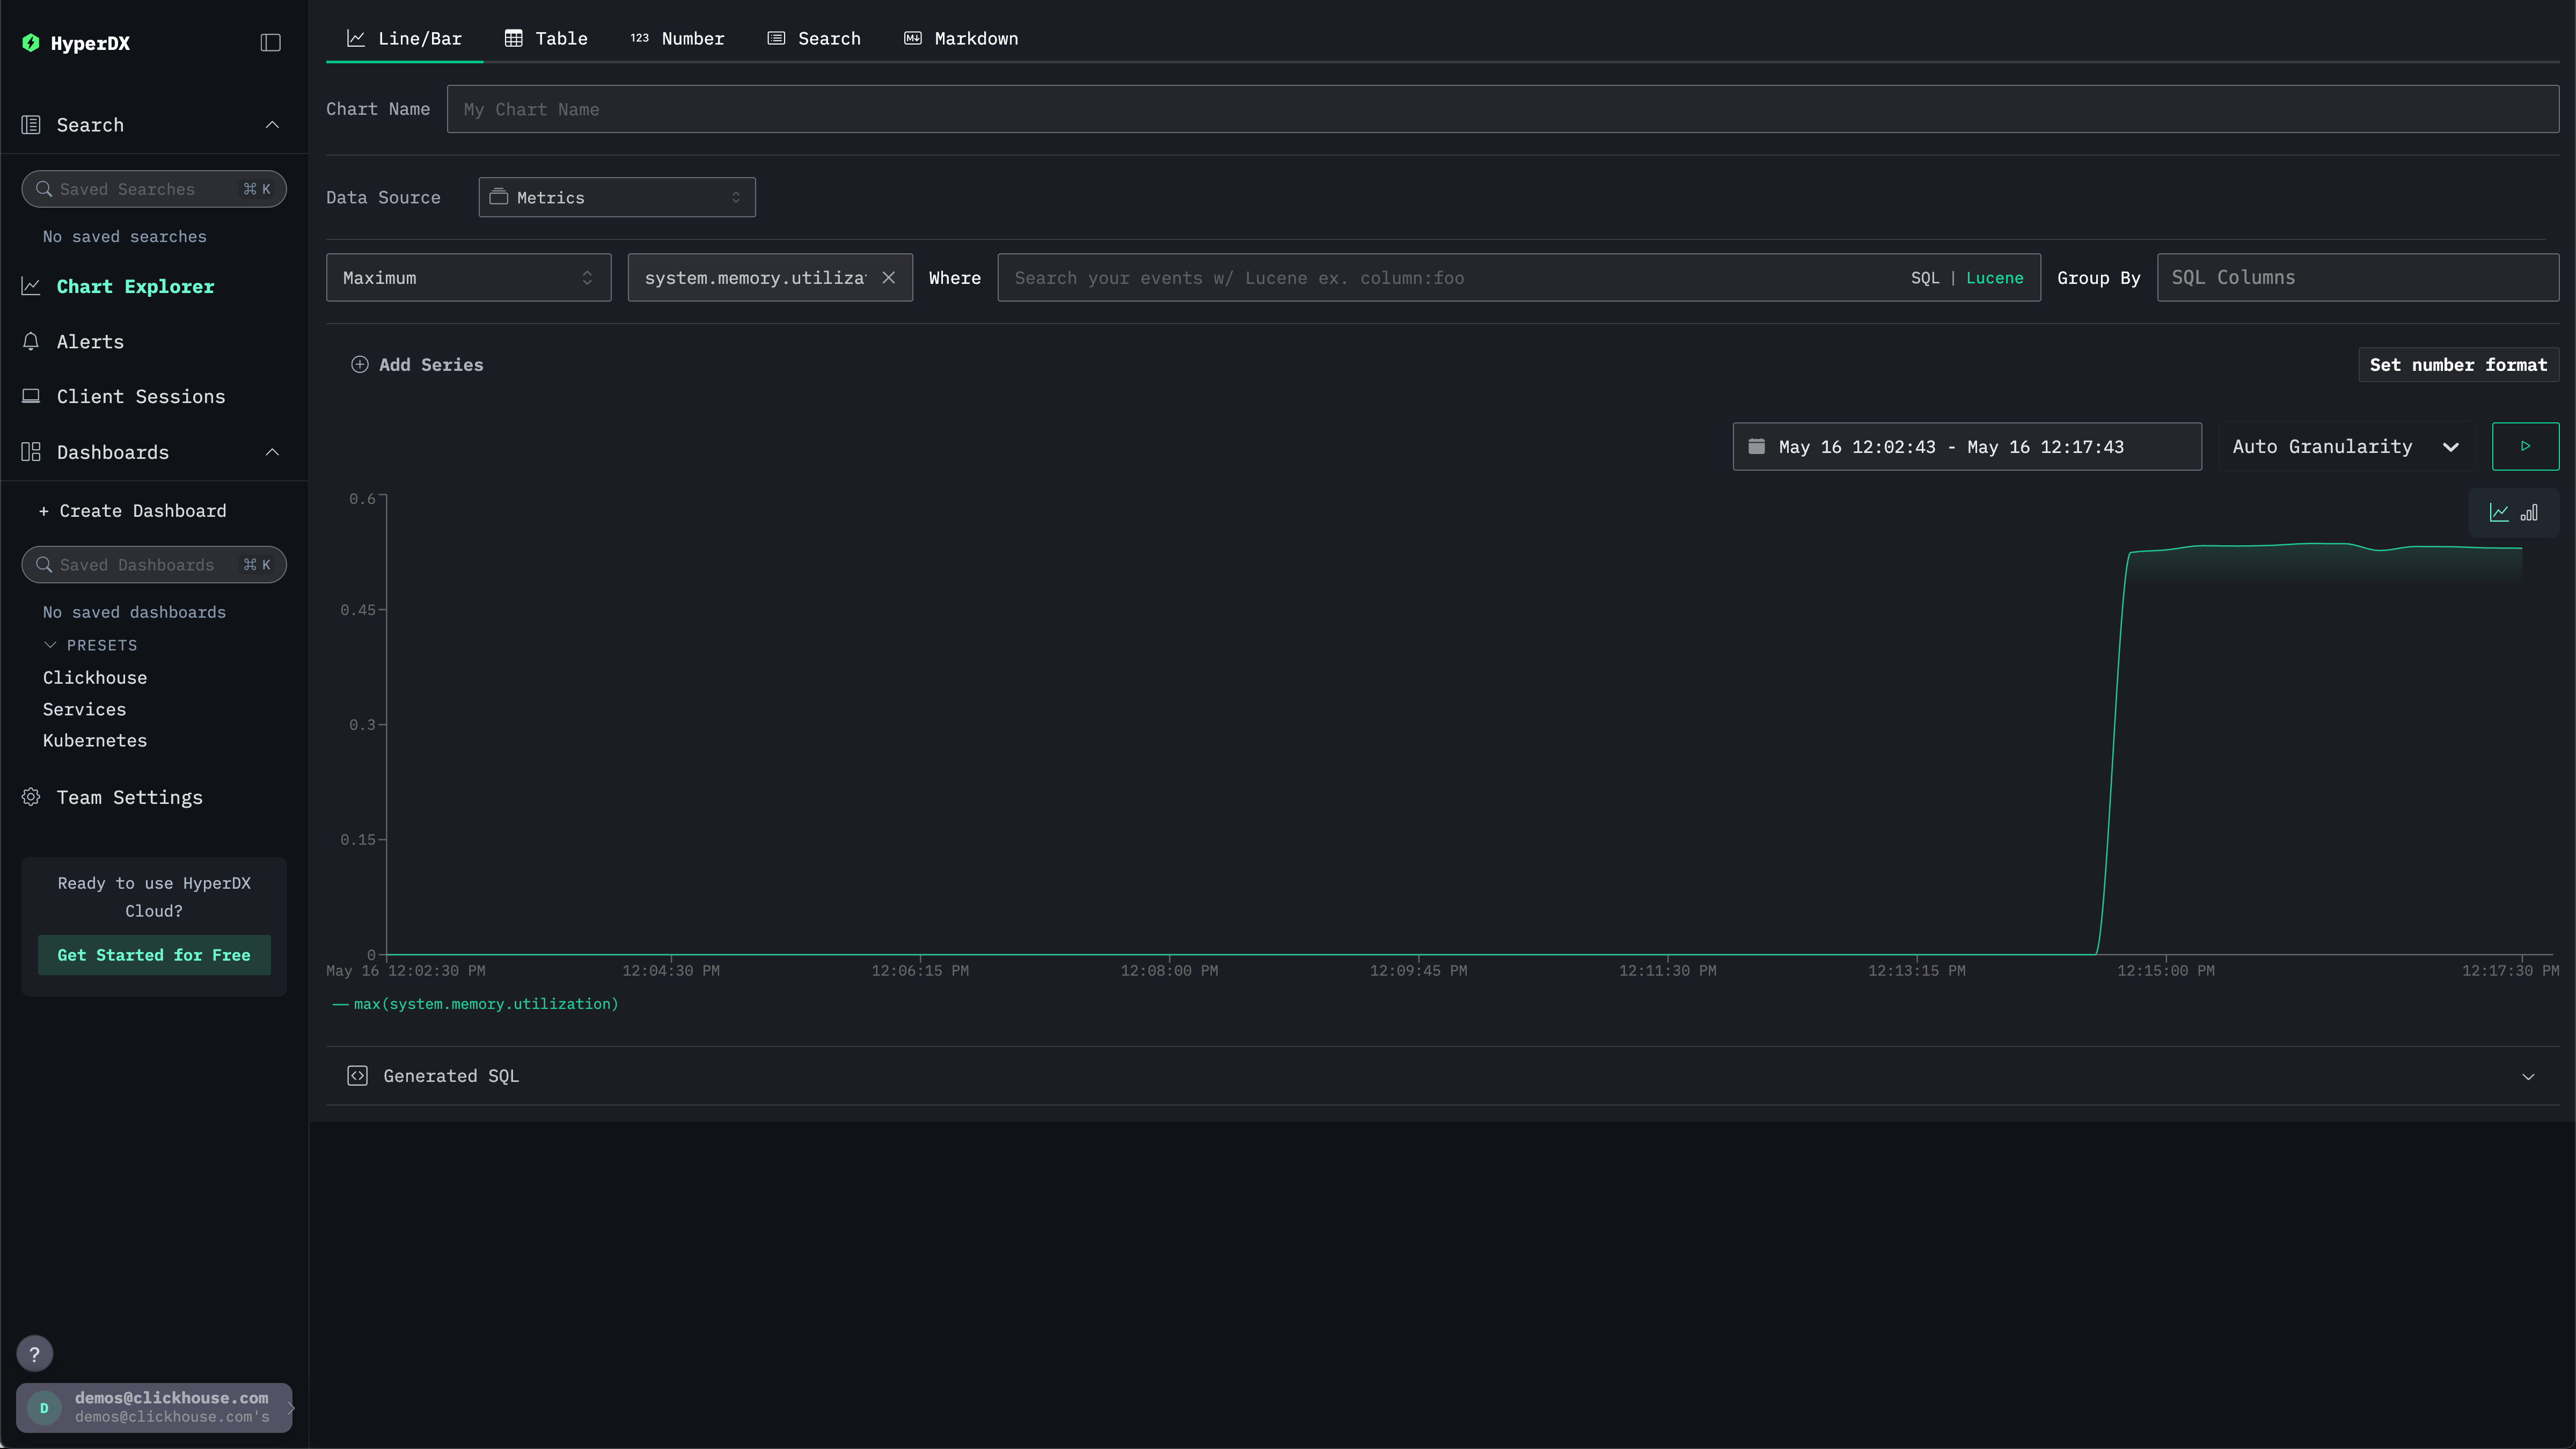 HyperDX
Search
Saved Searches ⌘ K
No saved searches
Chart Explorer
Alerts
Client Sessions
Dashboards
+ Create Dashboard
Saved Dashboards ⌘ K
No saved dashboards
PRESETS
Clickhouse
Services
Kubernetes
Team Settings
Ready to use HyperDX
Cloud?
Get Started for Free
?
D
demos@clickhouse.com
demos@clickhouse.com's
Line/Bar
Table
123 Number
Search
M Markdown
Chart Name My Chart Name
Data Source Metrics
Maximum system.memory.utiliza Where Search your events w/ Lucene ex. column:foo SQL | Lucene Group By SQL Columns
Add Series Set number format
May 16 12:02:43 - May 16 12:17:43 Auto Granularity
0.6
0.45
0.3
0.15
0
May 16 12:02:30 PM 12:04:30 PM 12:06:15 PM 12:08:00 PM 12:09:45 PM 12:11:30 PM 12:13:15 PM 12:15:00 PM 12:17:30 PM
max(system.memory.utilization)
Generated SQL